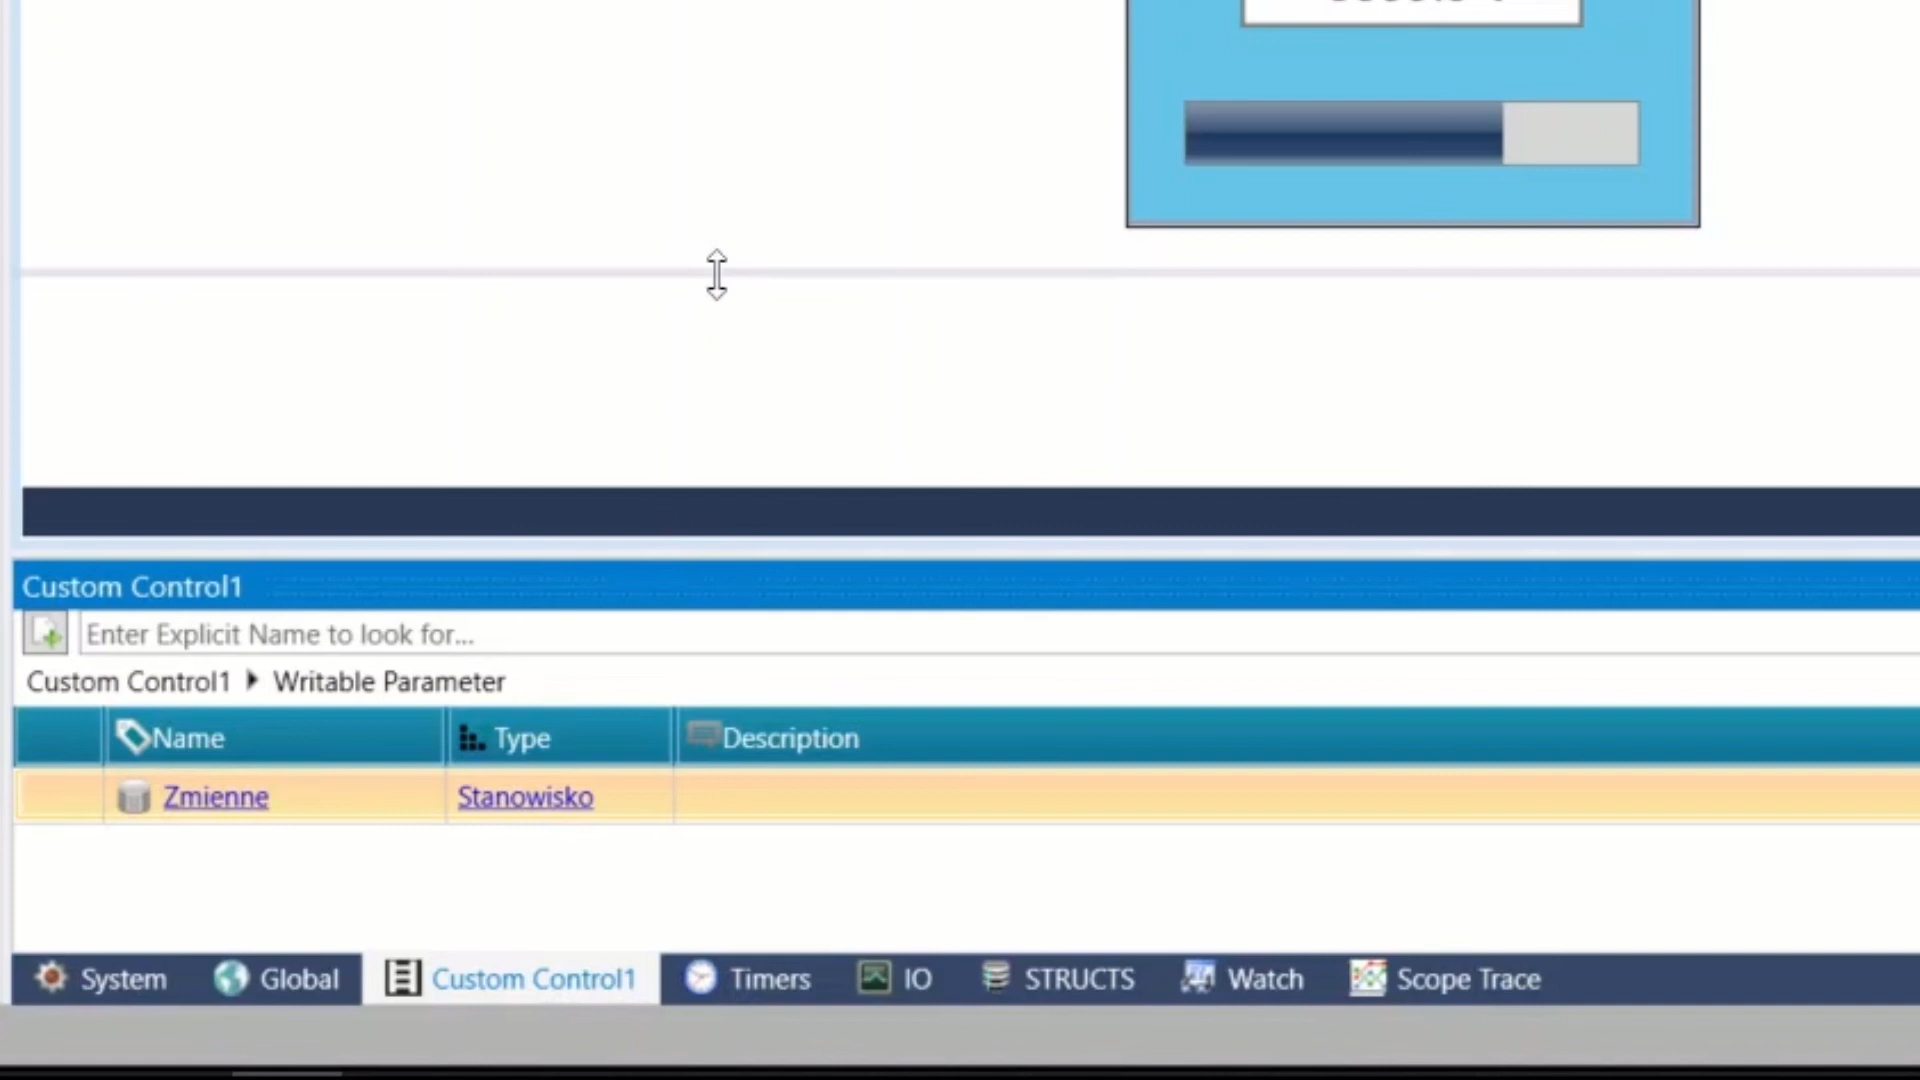 Custom Control1
Enter Explicit Name to look for...
Custom Control1 Writable Parameter
Name Type Description
Zmienne Stanowisko
System Global Custom Control1 Timers IO STRUCTS Watch Scope Trace